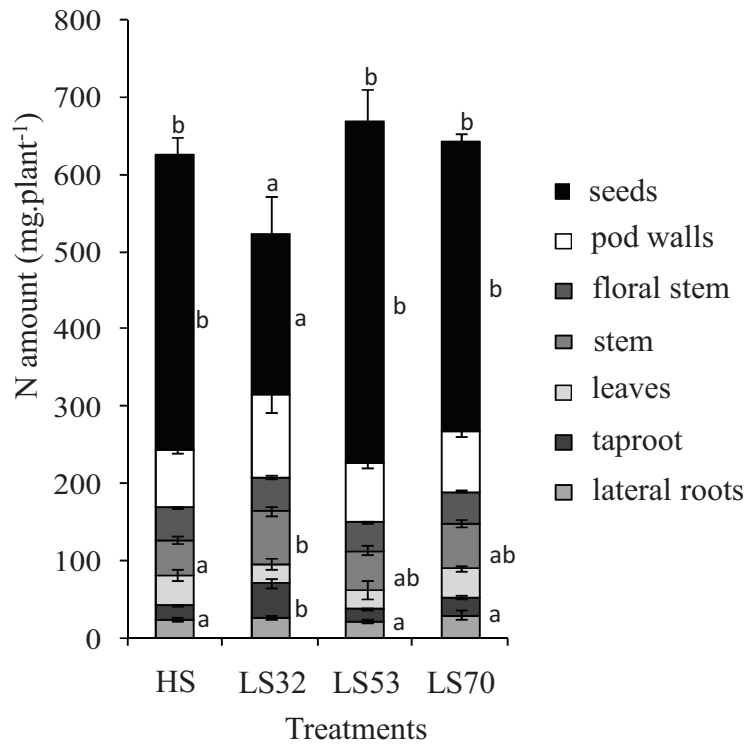 N amount (mg.plant-1)
800
700
600
500
400
300
200
100
0
b
a
b
b
b
a
b
b
a
b
ab
ab
a
b
a
a
HS
LS32
LS53
LS70
Treatments
seeds
pod walls
floral stem
stem
leaves
taproot
lateral roots